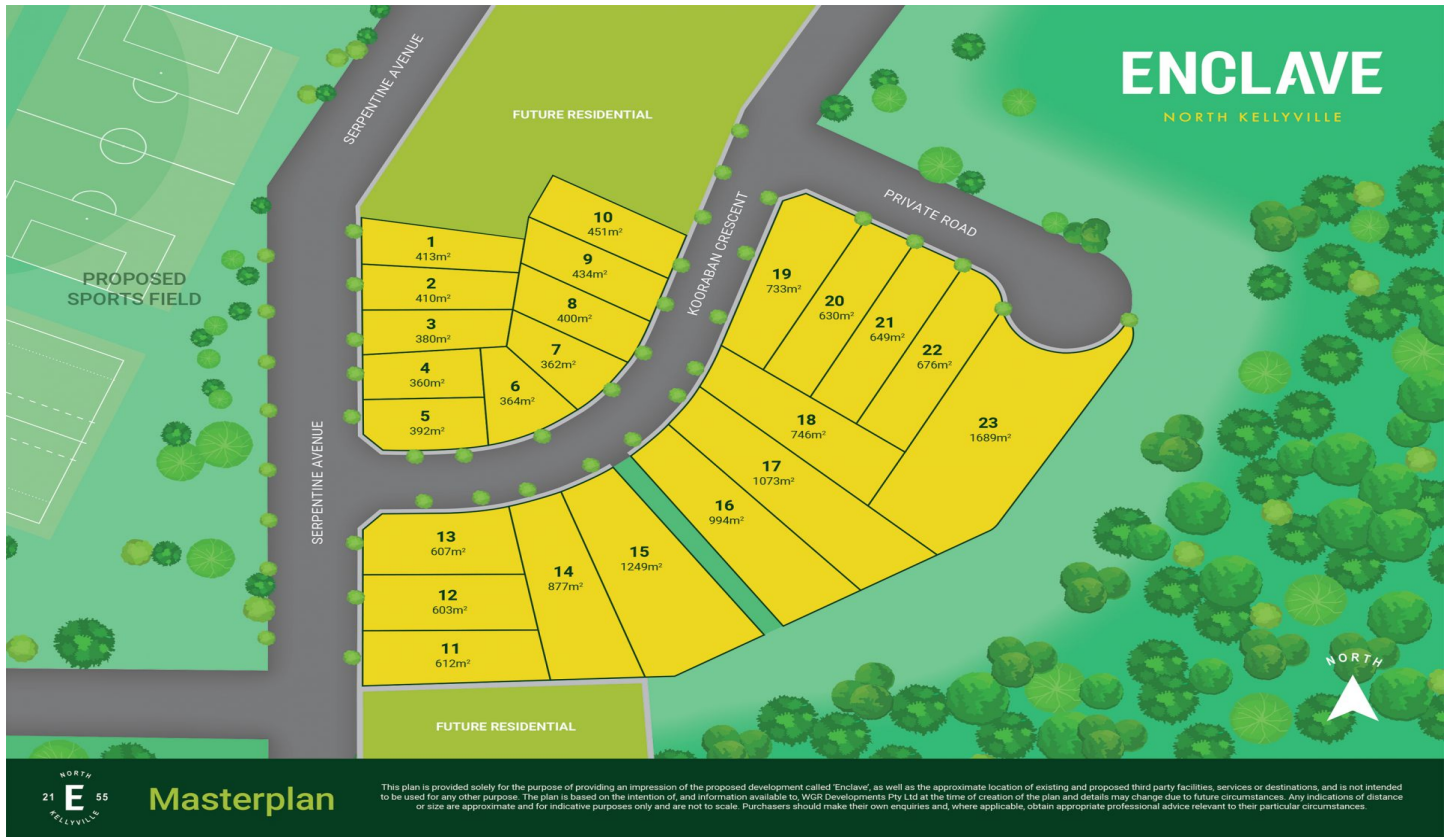 ENCLAVE
NORTH KELLYVILLE
SERPENTINE AVENUE
FUTURE RESIDENTIAL
KOORABAN CRESCENT
PRIVATE ROAD
PROPOSED
SPORTS FIELD
SERPENTINE AVENUE
1
413m²
2
410m²
3
380m²
4
360m²
5
392m²
6
364m²
7
362m²
8
400m²
9
434m²
10
451m²
19
733m²
20
630m²
21
649m²
22
676m²
23
1689m²
18
746m²
17
1073m²
16
994m²
15
1249m²
14
877m²
13
607m²
12
603m²
11
612m²
FUTURE RESIDENTIAL
NORTH
NORTH
21 E 55
KELLYVILLE
Masterplan
This plan is provided solely for the purpose of providing an impression of the proposed development called 'Enclave', as well as the approximate location of existing and proposed third party facilities, services or destinations, and is not intended
to be used for any other purpose. The plan is based on the intention of, and information available to, WGR Developments Pty Ltd at the time of creation of the plan and details may change due to future circumstances. Any indications of distance
or size are approximate and for indicative purposes only and are not to scale. Purchasers should make their own enquiries and, where applicable, obtain appropriate professional advice relevant to their particular circumstances.